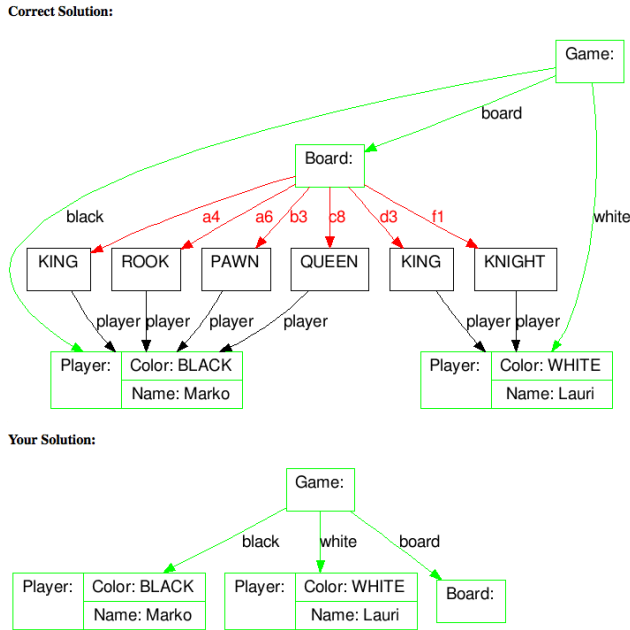 Correct Solution:
Game:
board
Board:
black
a4
a6
b3
c8
d3
f1
white
KING
ROOK
PAWN
QUEEN
KING
KNIGHT
player
player
player
player
player
player
Player:
Color: BLACK
Name: Marko
Player:
Color: WHITE
Name: Lauri
Your Solution:
Game:
black
white
board
Player:
Color: BLACK
Name: Marko
Player:
Color: WHITE
Name: Lauri
Board: